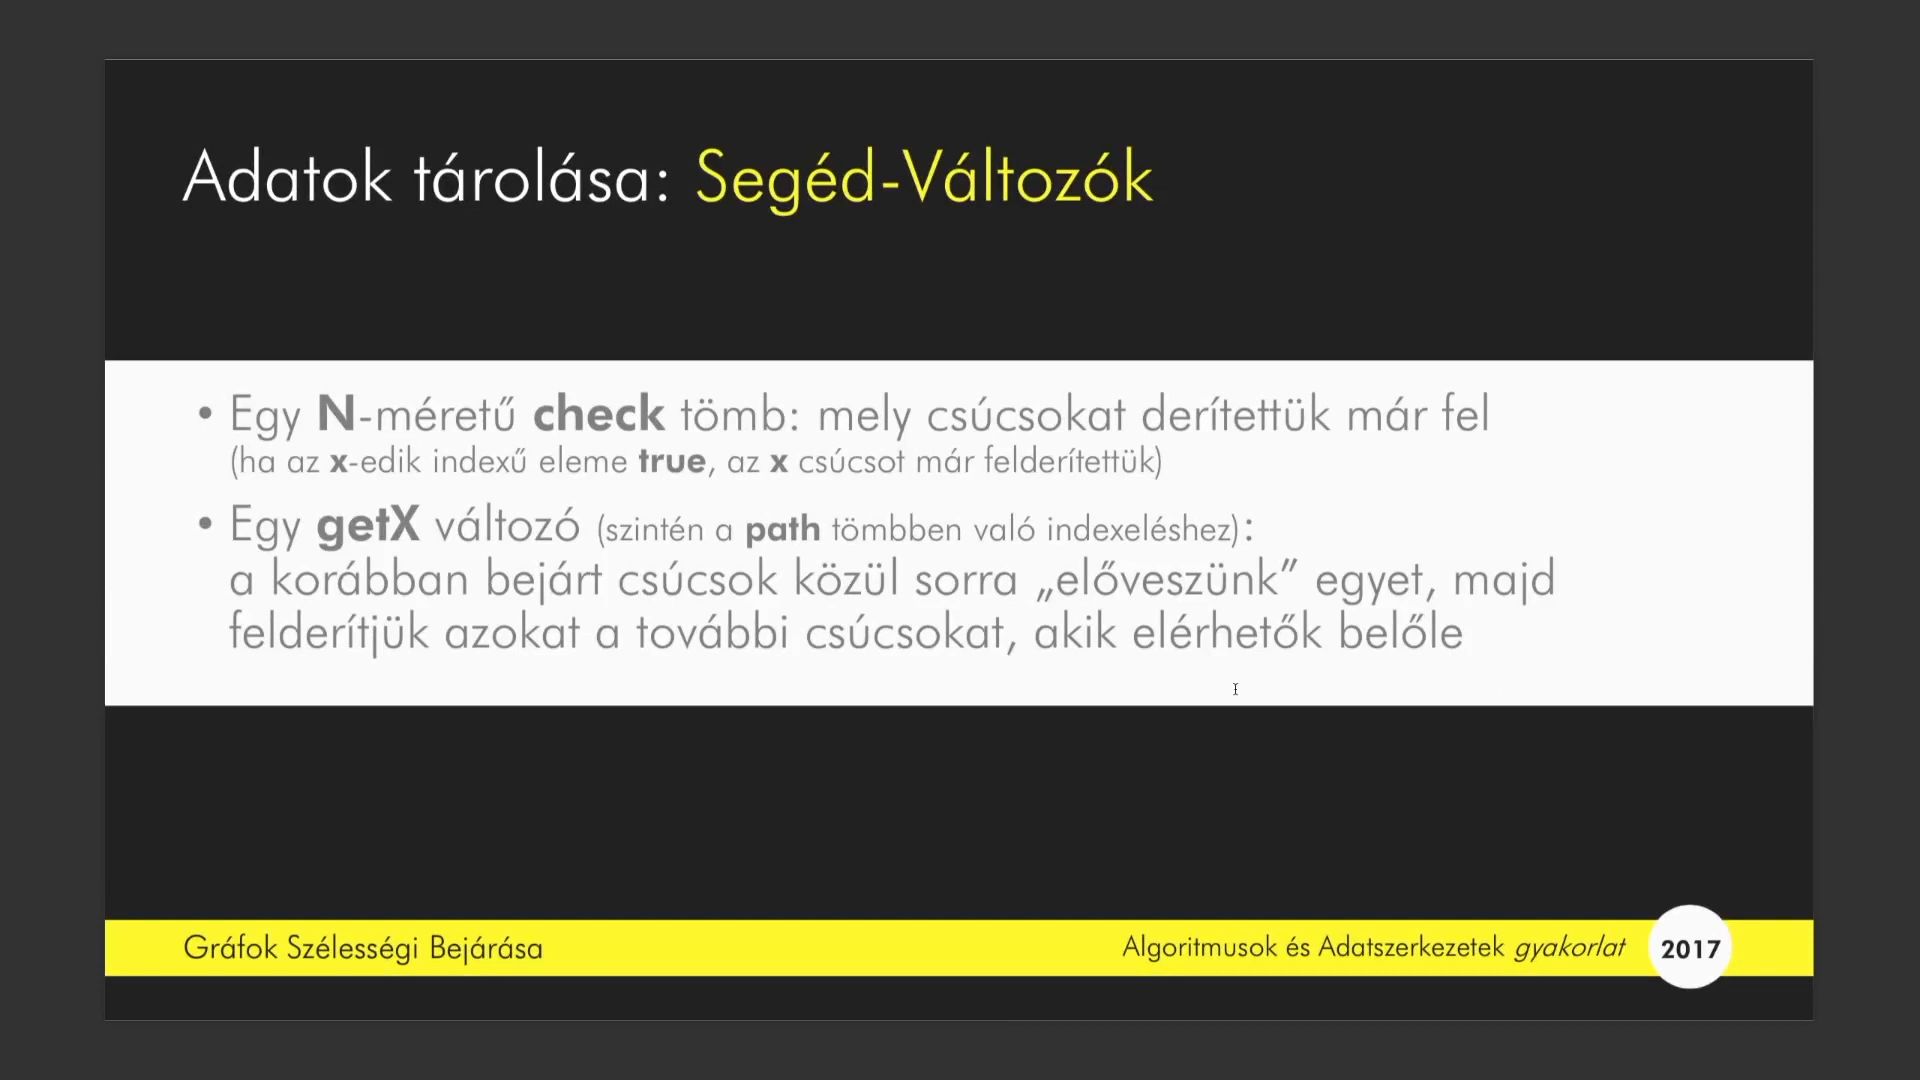 Adatok tárolása: Segéd-Változók
• Egy N-méretű check tömb: mely csúcsokat derítettük már fel
(ha az x-edik indexű eleme true, az x csúcsot már felderítettük)
• Egy getX változó (szintén a path tömbben való indexeléshez):
a korábban bejárt csúcsok közül sorra „előveszünk” egyet, majd
felderítjük azokat a további csúcsokat, akik elérhetők belőle
Gráfok Szélességi Bejárása
Algoritmusok és Adatszerkezetek gyakorlat
2017